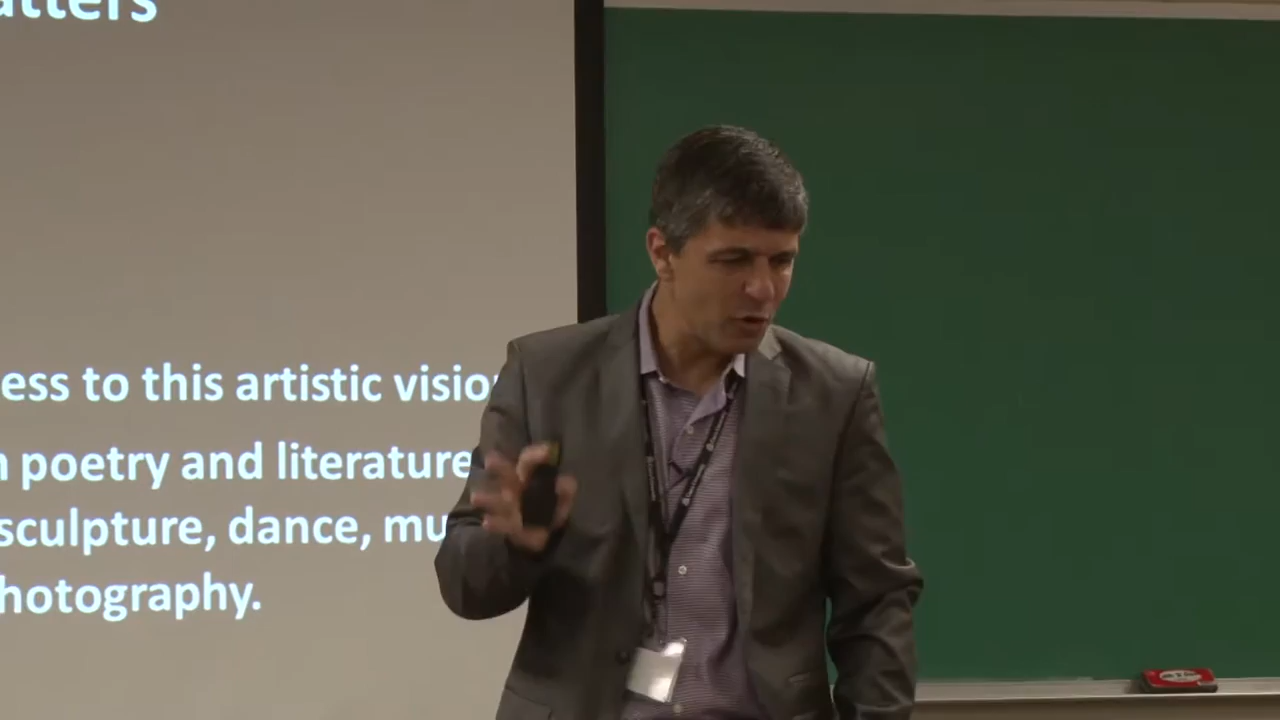 atters
ess to this artistic visio
n poetry and literature
sculpture, dance, mu
hotography.